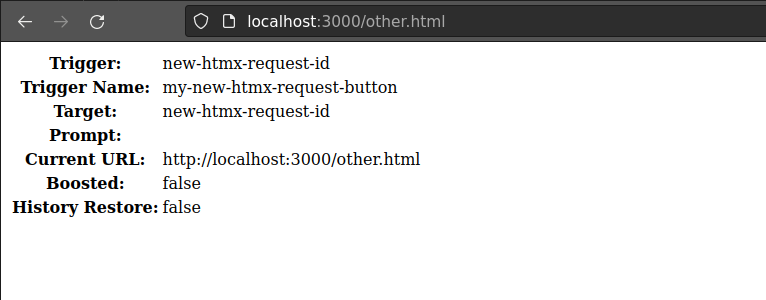 localhost:3000/other.html
Trigger: new-htmx-request-id
Trigger Name: my-new-htmx-request-button
Target: new-htmx-request-id
Prompt:
Current URL: http://localhost:3000/other.html
Boosted: false
History Restore: false